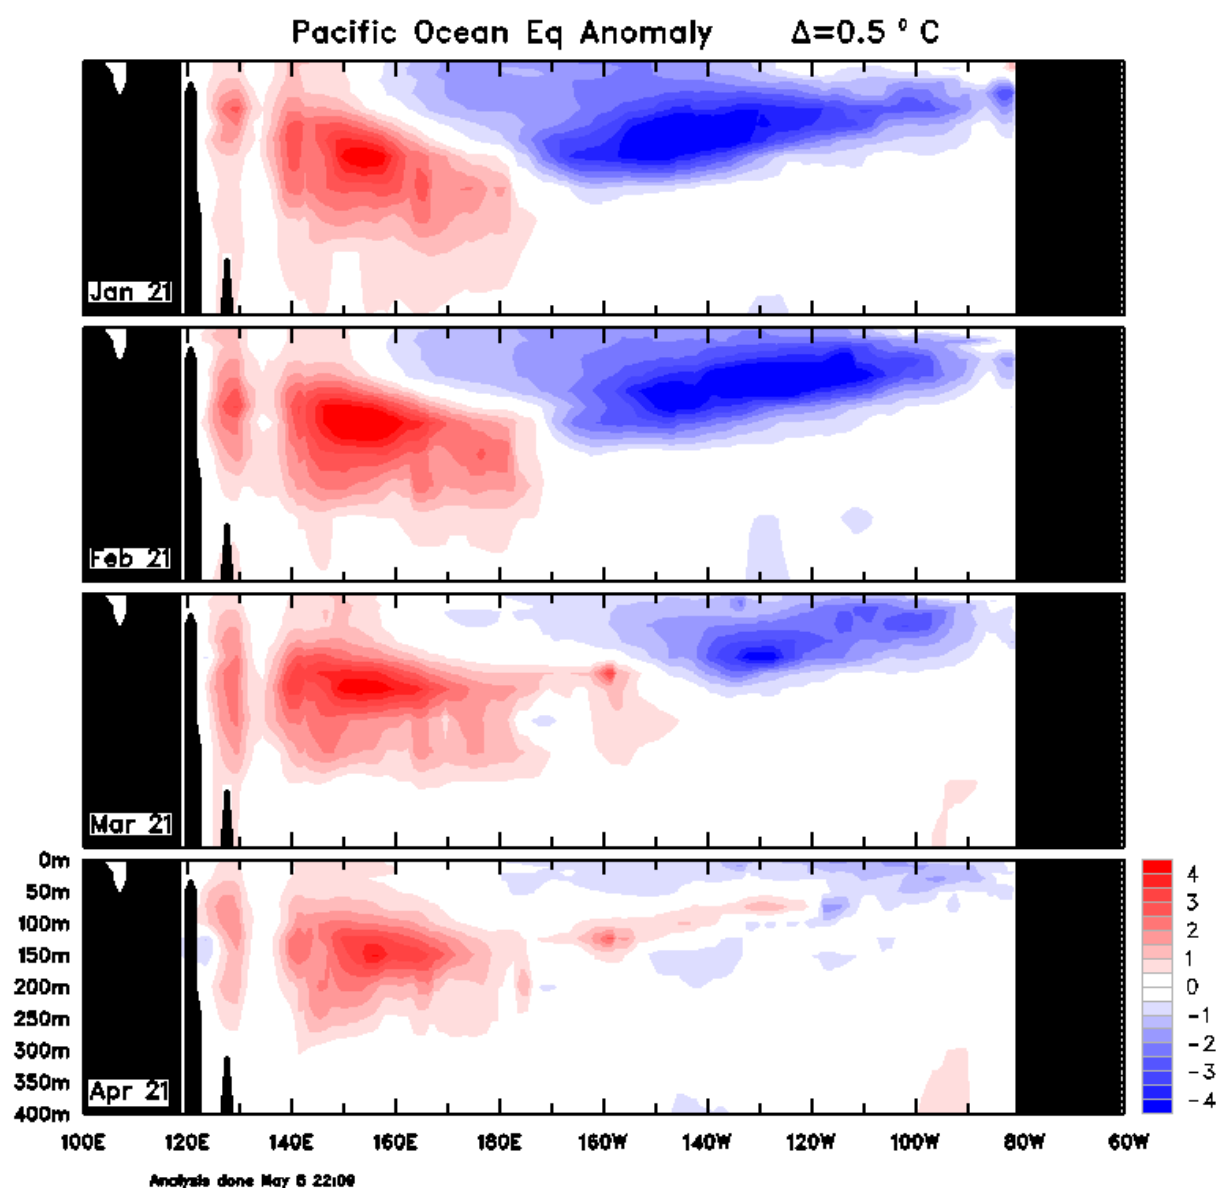 Pacific Ocean Eq Anomaly Δ=0.5 ° C
Jan 21
Feb 21
Mar 21
0m
50m
100m
150m
200m
250m
300m
350m
400m
Apr 21
4
3
2
1
0
-1
-2
-3
-4
100E 120E 140E 160E 180E 160W 140W 120W 100W 80W 60W
Analysis done May 6 22:09